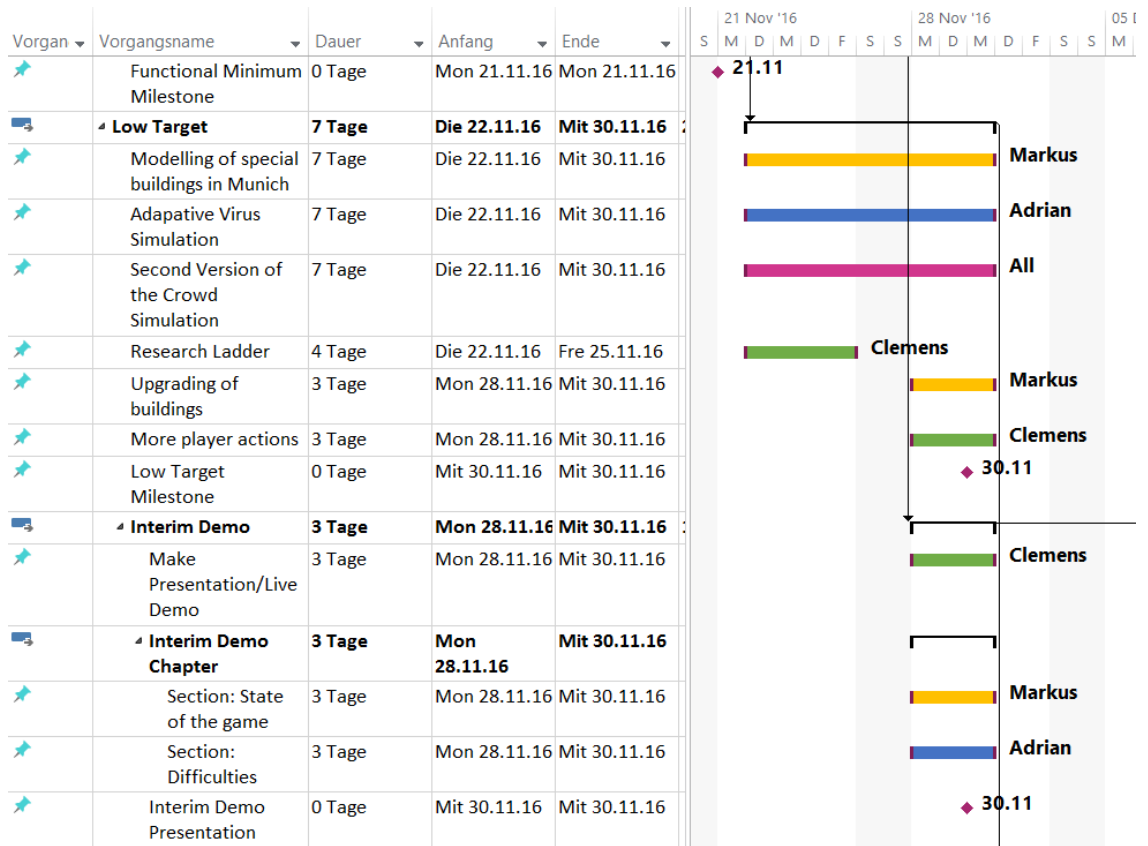 21 Nov '16 28 Nov '16 05 D
Vorgan Vorgangsname Dauer Anfang Ende S M D M D F S S M D M D F S S M
Functional Minimum 0 Tage Mon 21.11.16 Mon 21.11.16 21.11
Milestone
Low Target 7 Tage Die 22.11.16 Mit 30.11.16
Modelling of special 7 Tage Die 22.11.16 Mit 30.11.16 Markus
buildings in Munich
Adapative Virus 7 Tage Die 22.11.16 Mit 30.11.16 Adrian
Simulation
Second Version of 7 Tage Die 22.11.16 Mit 30.11.16 All
the Crowd
Simulation
Research Ladder 4 Tage Die 22.11.16 Fre 25.11.16 Clemens
Upgrading of 3 Tage Mon 28.11.16 Mit 30.11.16 Markus
buildings
More player actions 3 Tage Mon 28.11.16 Mit 30.11.16 Clemens
Low Target 0 Tage Mit 30.11.16 Mit 30.11.16 30.11
Milestone
Interim Demo 3 Tage Mon 28.11.16 Mit 30.11.16
Make 3 Tage Mon 28.11.16 Mit 30.11.16 Clemens
Presentation/Live
Demo
Interim Demo 3 Tage Mon Mit 30.11.16
Chapter 28.11.16
Section: State 3 Tage Mon 28.11.16 Mit 30.11.16 Markus
of the game
Section: 3 Tage Mon 28.11.16 Mit 30.11.16 Adrian
Difficulties
Interim Demo 0 Tage Mit 30.11.16 Mit 30.11.16 30.11
Presentation